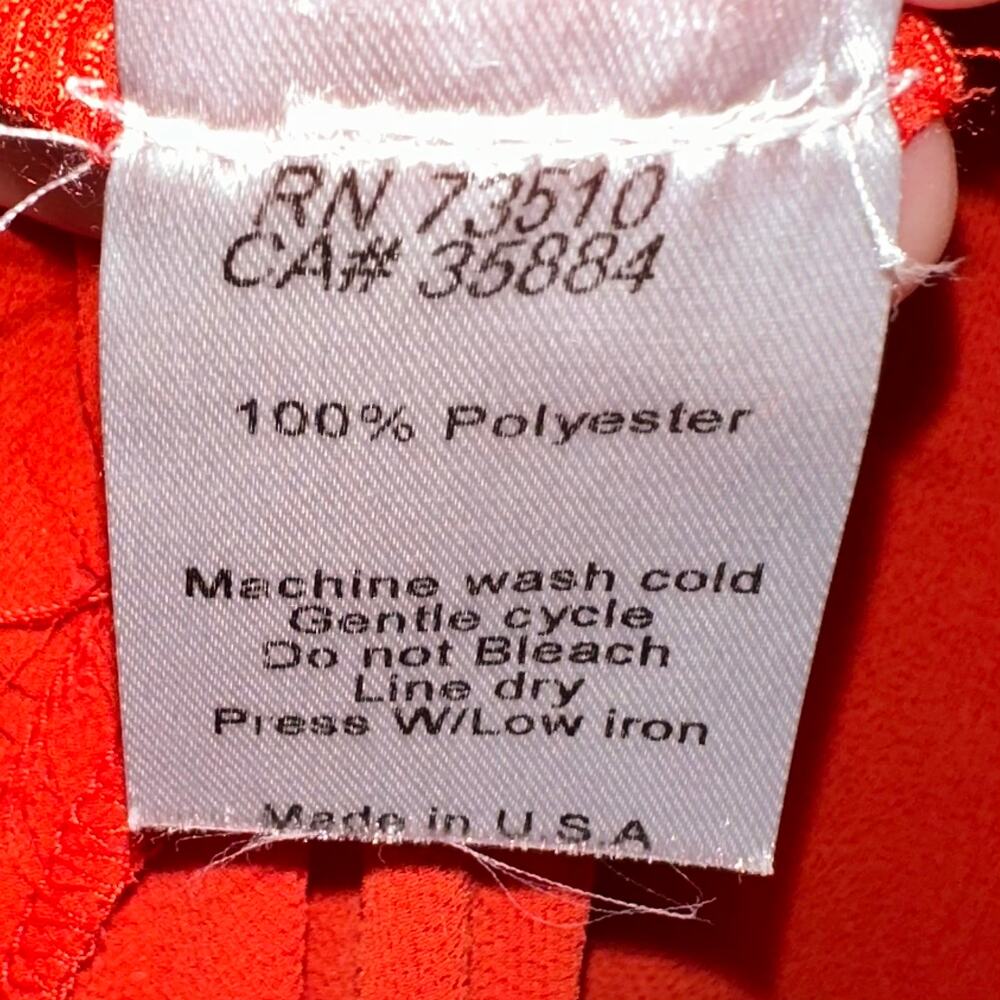 RN 73510
CA# 35884
100% Polyester
Machine wash cold
Gentle cycle
Do not Bleach
Line dry
Press W/Low iron
Made in U.S.A